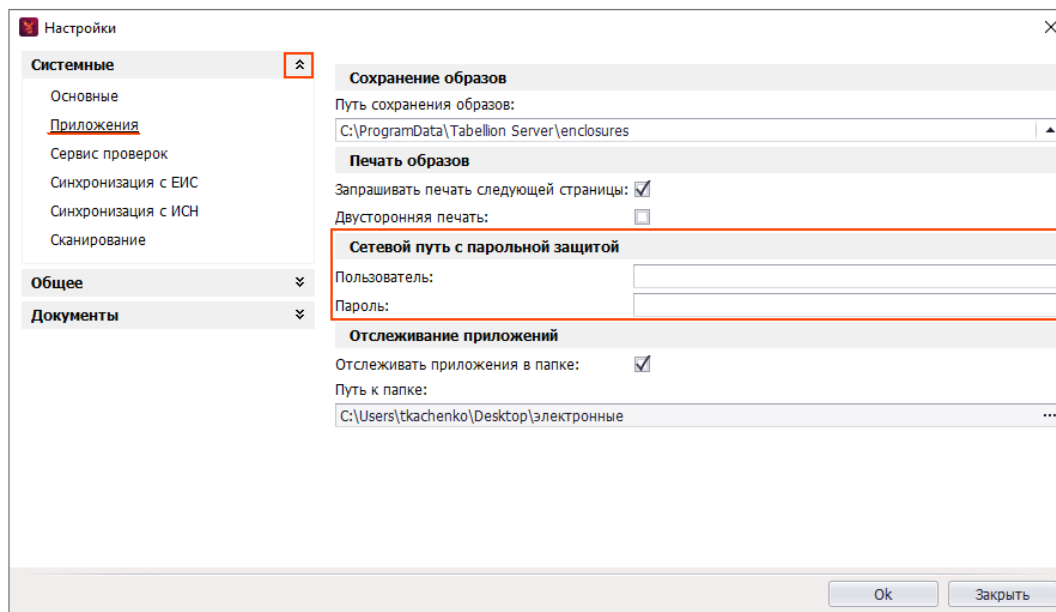 Настройки
Системные
Основные
Приложения
Сервис проверок
Синхронизация с ЕИС
Синхронизация с ИСН
Сканирование
Общее
Документы
Сохранение образов
Путь сохранения образов:
C:\ProgramData\Tabellion Server\enclosures
Печать образов
Запрашивать печать следующей страницы:
Двусторонняя печать:
Сетевой путь с парольной защитой
Пользователь:
Пароль:
Отслеживание приложений
Отслеживать приложения в папке:
Путь к папке:
C:\Users\tkachenko\Desktop\электронные
...
Ok
Закрыть